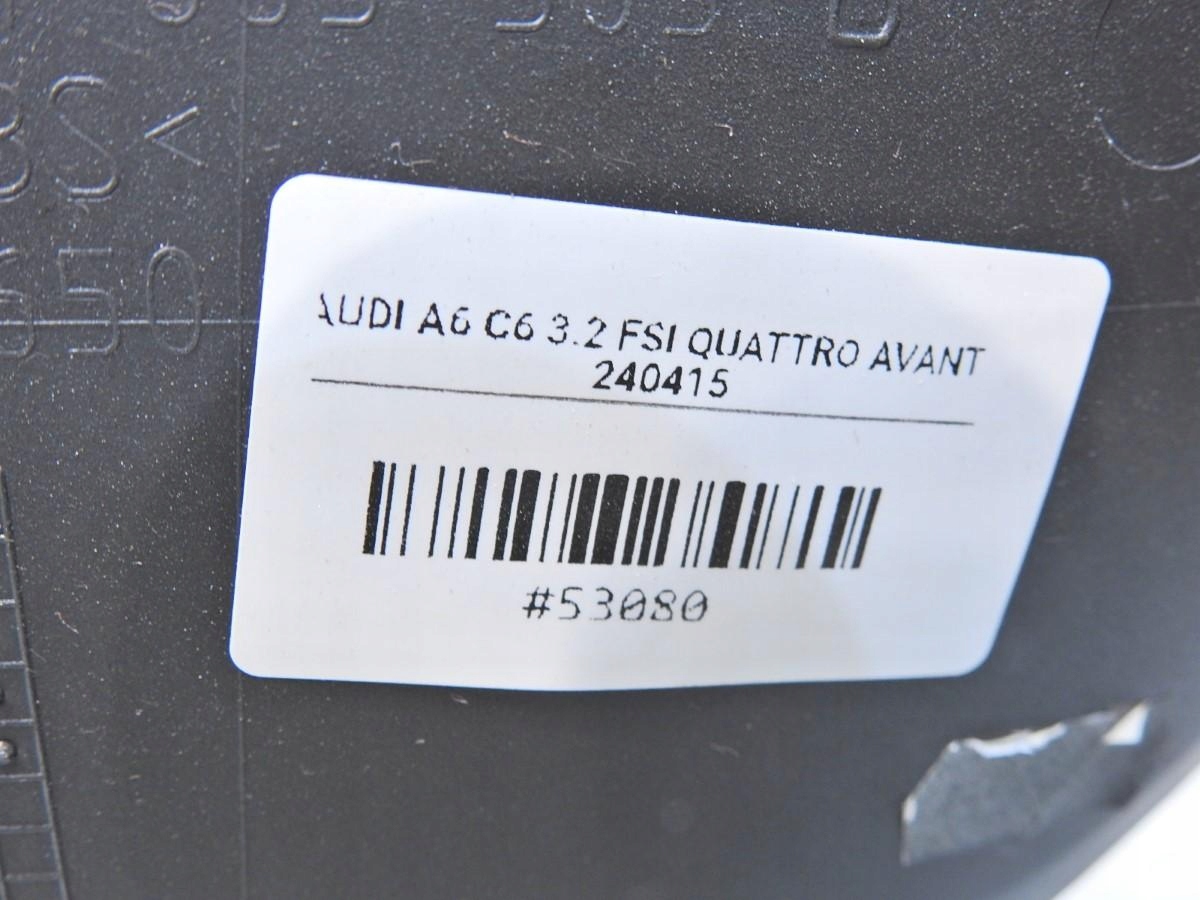 AUDI A6 C6 3.2 FSI QUATTRO AVANT
240415
#53080